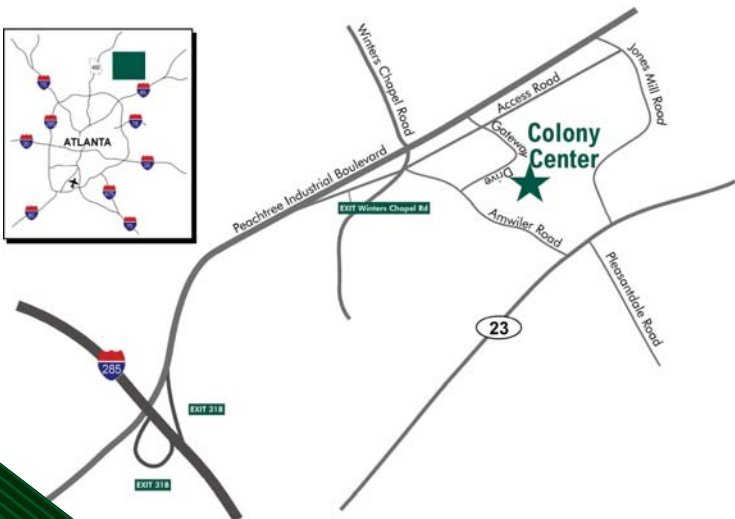 ATLANTA
Winters Chapel Road
Jones Mill Road
Access Road
Gateway
Drive
Colony
Center
Peachtree Industrial Boulevard
EXIT Winters Chapel Rd
Amwiler Road
Pleasantdale Road
23
285
EXIT 31B
EXIT 31B